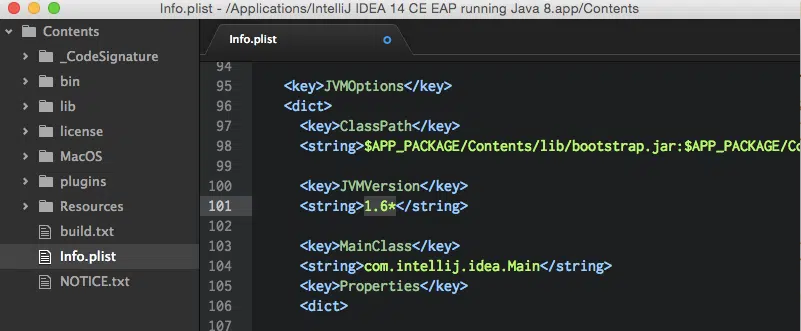 Info.plist - /Applications/IntelliJ IDEA 14 CE EAP running Java 8.app/Contents
Contents
_CodeSignature
bin
lib
license
MacOS
plugins
Resources
build.txt
Info.plist
NOTICE.txt
Info.plist
94
95 <key>JVMOptions</key>
96 <dict>
97 <key>ClassPath</key>
98 <string>$APP_PACKAGE/Contents/lib/bootstrap.jar:$APP_PACKAGE/Co
99
100 <key>JVMVersion</key>
101 <string>1.6*</string>
102
103 <key>MainClass</key>
104 <string>com.intellij.idea.Main</string>
105 <key>Properties</key>
106 <dict>
107